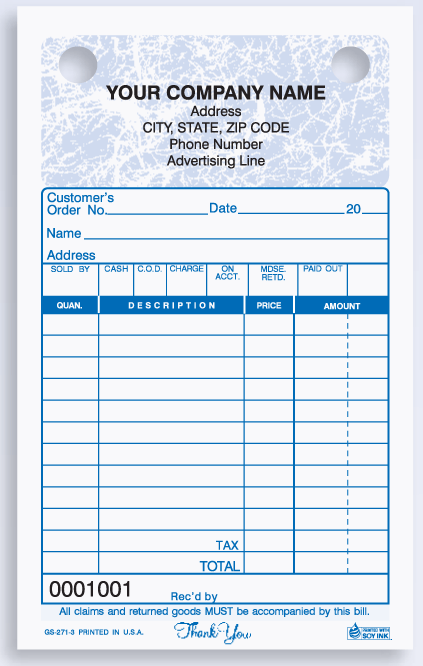 YOUR COMPANY NAME
Address
CITY, STATE, ZIP CODE
Phone Number
Advertising Line
Customer's
Order No. Date 20
Name
Address
SOLD BY CASH C.O.D. CHARGE ON ACCT. MDSE. RETD. PAID OUT
QUAN. DESCRIPTION PRICE AMOUNT
TAX
TOTAL
0001001 Rec'd by
All claims and returned goods MUST be accompanied by this bill.
GS-271-3 PRINTED IN U.S.A. Thank You PRINTED WITH SOY INK